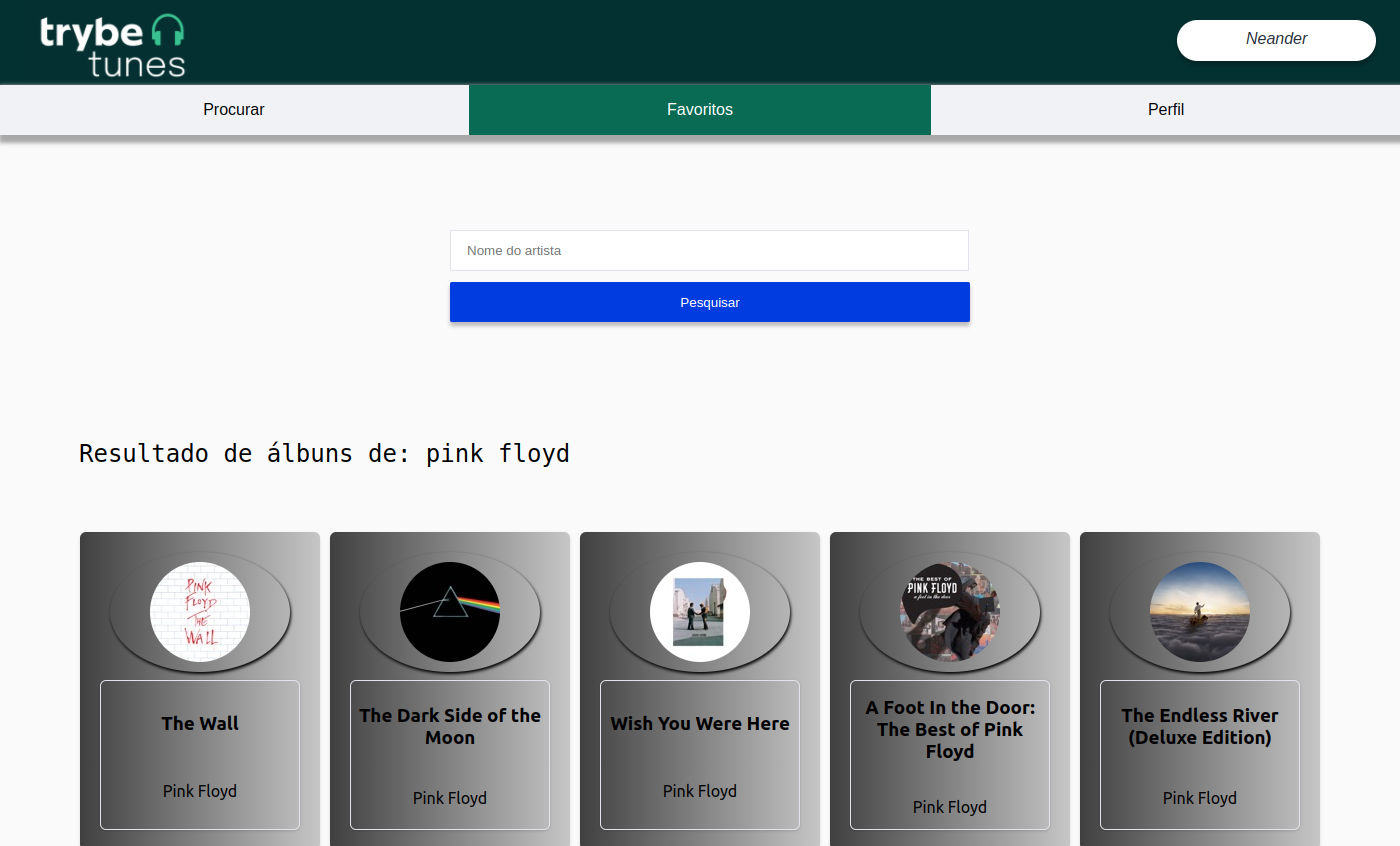 trybe
tunes
Neander
Procurar
Favoritos
Perfil
Nome do artista
Pesquisar
Resultado de álbuns de: pink floyd
PINK
FLOYD
THE
WALL
THE BEST OF
PINK FLOYD
a foot in the door
The Wall
Pink Floyd
The Dark Side of the
Moon
Pink Floyd
Wish You Were Here
Pink Floyd
A Foot In the Door:
The Best of Pink
Floyd
Pink Floyd
The Endless River
(Deluxe Edition)
Pink Floyd